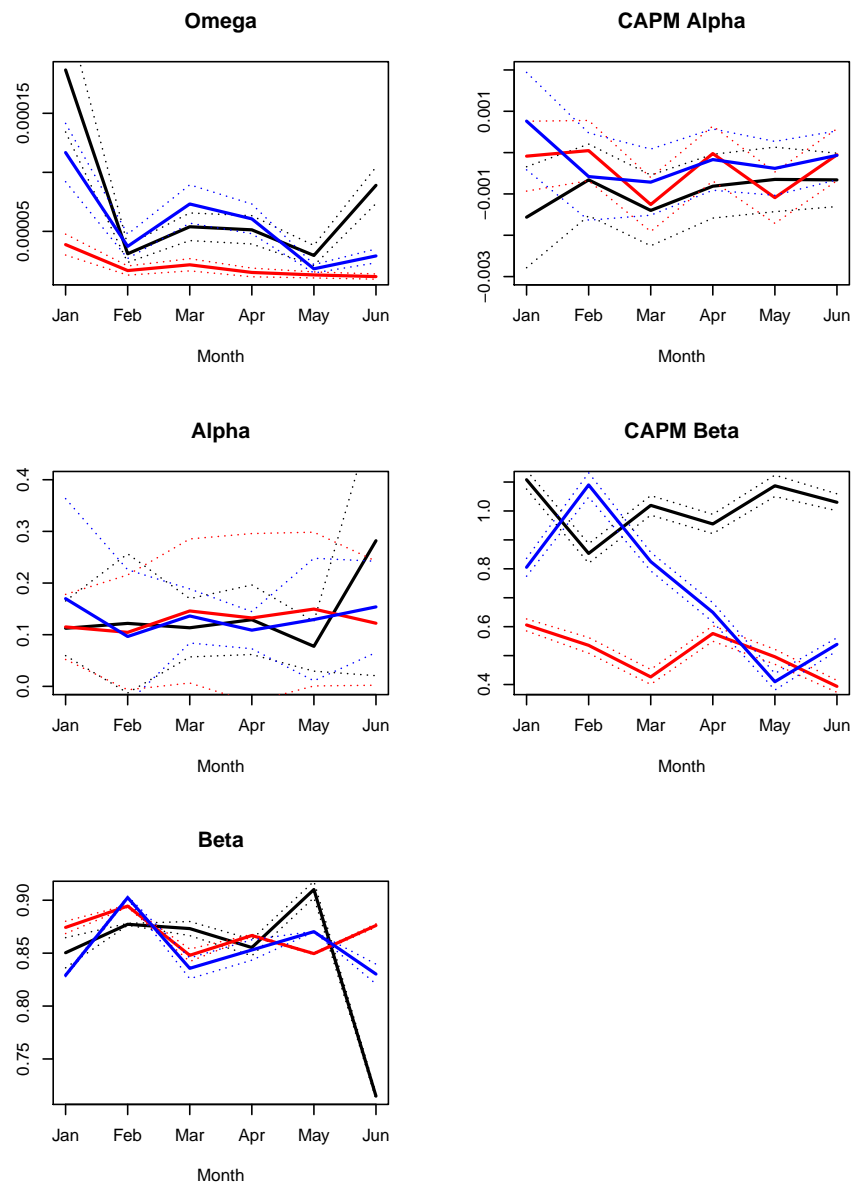 Omega
0.00015
0.00005
Jan Feb Mar Apr May Jun
Month
CAPM Alpha
0.001
−0.001
−0.003
Jan Feb Mar Apr May Jun
Month
Alpha
0.4
0.3
0.2
0.1
0.0
Jan Feb Mar Apr May Jun
Month
CAPM Beta
1.0
0.8
0.6
0.4
Jan Feb Mar Apr May Jun
Month
Beta
0.90
0.85
0.80
0.75
Jan Feb Mar Apr May Jun
Month